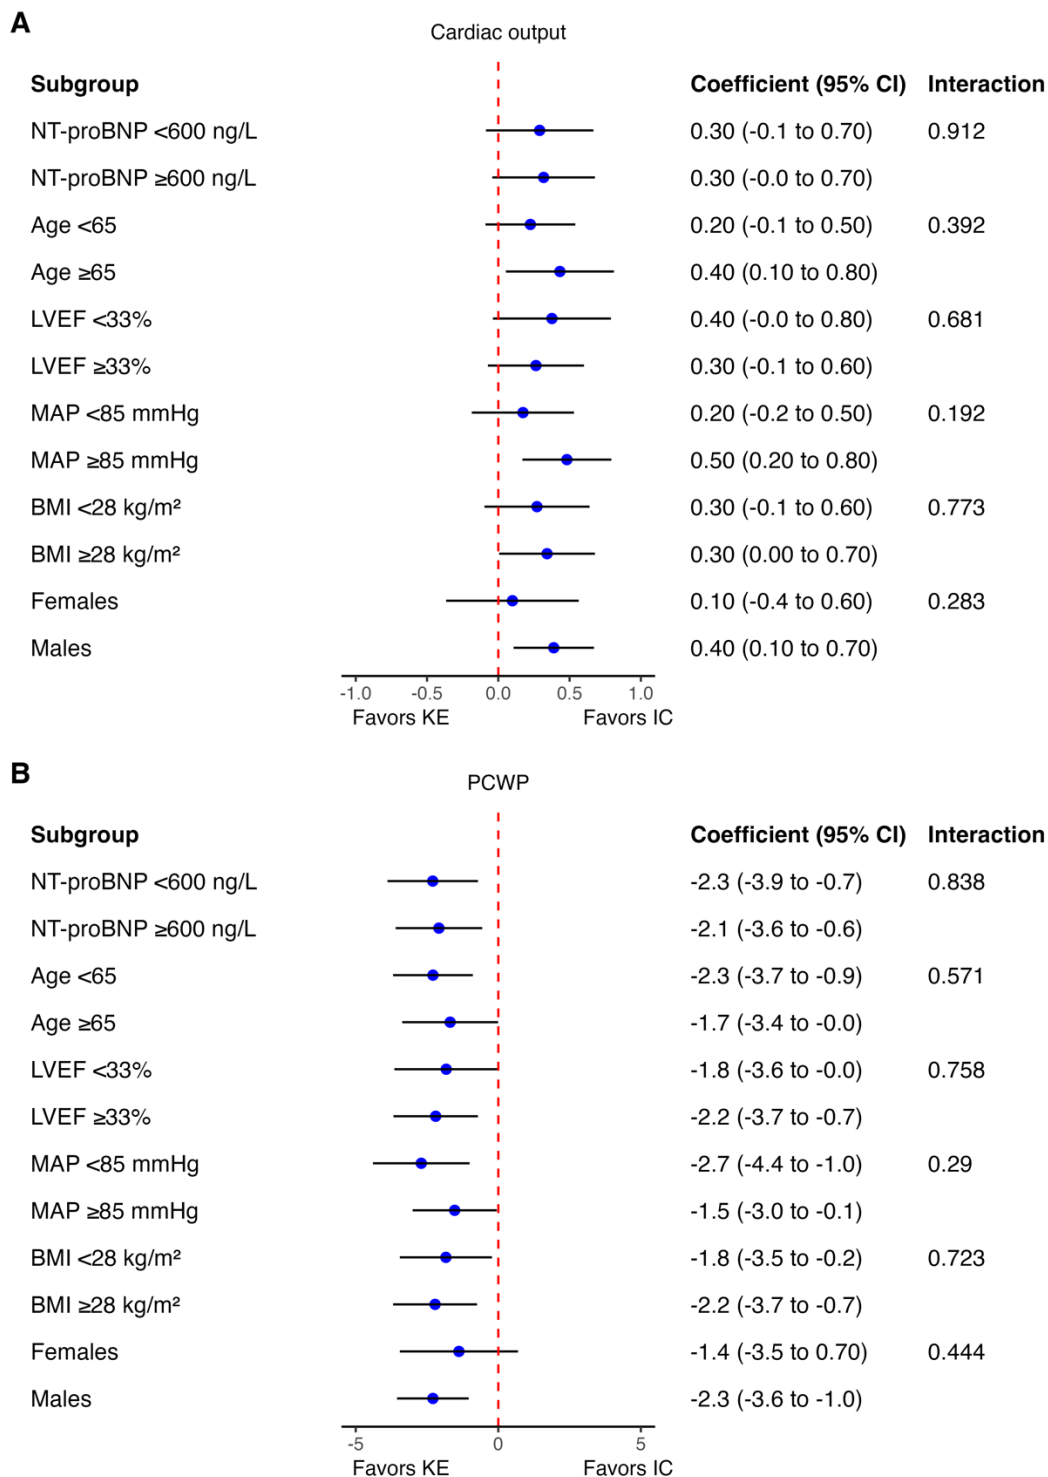 A
Cardiac output
Subgroup Coefficient (95% CI) Interaction
NT-proBNP <600 ng/L 0.30 (-0.1 to 0.70) 0.912
NT-proBNP ≥600 ng/L 0.30 (-0.0 to 0.70)
Age <65 0.20 (-0.1 to 0.50) 0.392
Age ≥65 0.40 (0.10 to 0.80)
LVEF <33% 0.40 (-0.0 to 0.80) 0.681
LVEF ≥33% 0.30 (-0.1 to 0.60)
MAP <85 mmHg 0.20 (-0.2 to 0.50) 0.192
MAP ≥85 mmHg 0.50 (0.20 to 0.80)
BMI <28 kg/m² 0.30 (-0.1 to 0.60) 0.773
BMI ≥28 kg/m² 0.30 (0.00 to 0.70)
Females 0.10 (-0.4 to 0.60) 0.283
Males 0.40 (0.10 to 0.70)
-1.0 -0.5 0.0 0.5 1.0
Favors KE Favors IC
B
PCWP
Subgroup Coefficient (95% CI) Interaction
NT-proBNP <600 ng/L -2.3 (-3.9 to -0.7) 0.838
NT-proBNP ≥600 ng/L -2.1 (-3.6 to -0.6)
Age <65 -2.3 (-3.7 to -0.9) 0.571
Age ≥65 -1.7 (-3.4 to -0.0)
LVEF <33% -1.8 (-3.6 to -0.0) 0.758
LVEF ≥33% -2.2 (-3.7 to -0.7)
MAP <85 mmHg -2.7 (-4.4 to -1.0) 0.29
MAP ≥85 mmHg -1.5 (-3.0 to -0.1)
BMI <28 kg/m² -1.8 (-3.5 to -0.2) 0.723
BMI ≥28 kg/m² -2.2 (-3.7 to -0.7)
Females -1.4 (-3.5 to 0.70) 0.444
Males -2.3 (-3.6 to -1.0)
-5 0 5
Favors KE Favors IC